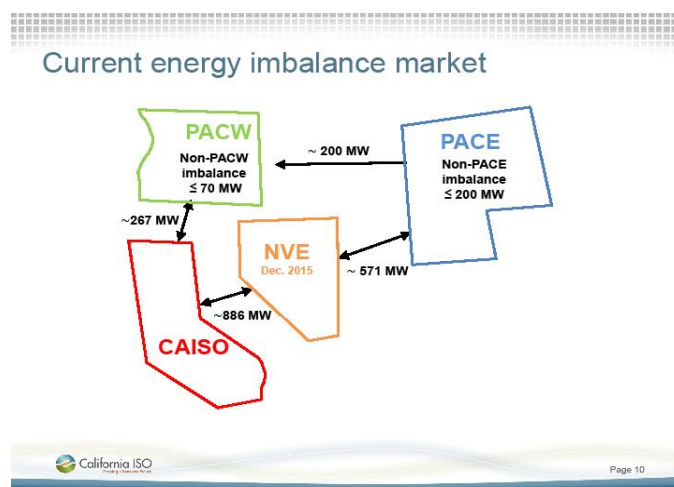 Current energy imbalance market
PACW
Non-PACW
imbalance
≤ 70 MW
~ 200 MW
PACE
Non-PACE
imbalance
≤ 200 MW
~267 MW
NVE
Dec. 2015
~ 571 MW
~886 MW
CAISO
California ISO
Page 10